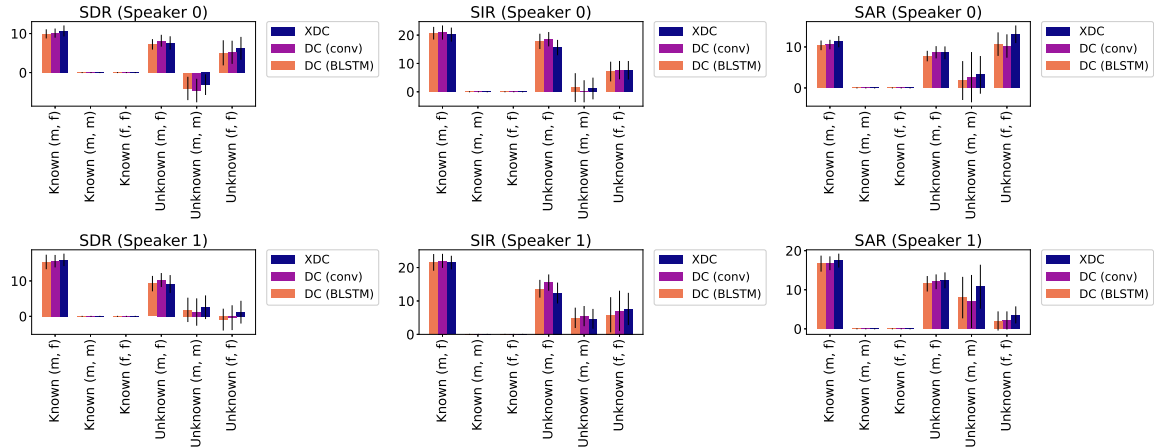 SDR (Speaker 0)
10
0
XDC
DC (conv)
DC (BLSTM)
Known (m, f)
Known (m, m)
Known (f, f)
Unknown (m, f)
Unknown (m, m)
Unknown (f, f)
SIR (Speaker 0)
20
10
0
XDC
DC (conv)
DC (BLSTM)
Known (m, f)
Known (m, m)
Known (f, f)
Unknown (m, f)
Unknown (m, m)
Unknown (f, f)
SAR (Speaker 0)
10
0
XDC
DC (conv)
DC (BLSTM)
Known (m, f)
Known (m, m)
Known (f, f)
Unknown (m, f)
Unknown (m, m)
Unknown (f, f)
SDR (Speaker 1)
10
0
XDC
DC (conv)
DC (BLSTM)
Known (m, f)
Known (m, m)
Known (f, f)
Unknown (m, f)
Unknown (m, m)
Unknown (f, f)
SIR (Speaker 1)
20
10
0
XDC
DC (conv)
DC (BLSTM)
Known (m, f)
Known (m, m)
Known (f, f)
Unknown (m, f)
Unknown (m, m)
Unknown (f, f)
SAR (Speaker 1)
20
10
0
XDC
DC (conv)
DC (BLSTM)
Known (m, f)
Known (m, m)
Known (f, f)
Unknown (m, f)
Unknown (m, m)
Unknown (f, f)